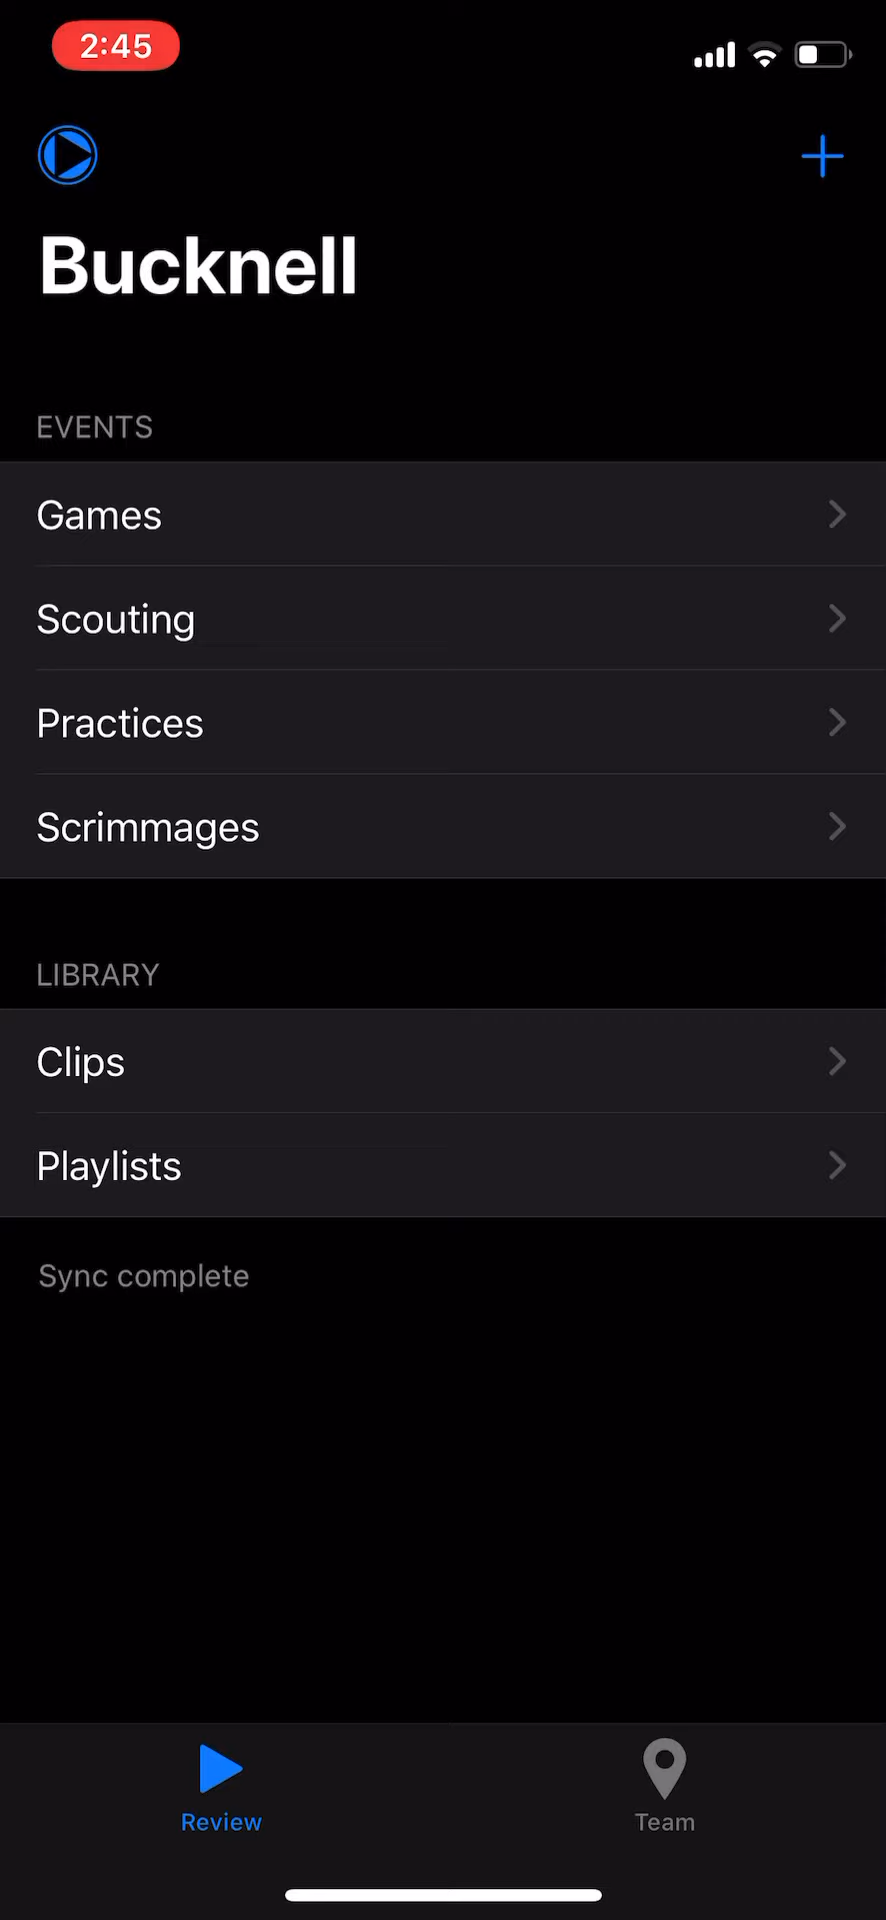 2:45
Bucknell
EVENTS
Games
Scouting
Practices
Scrimmages
LIBRARY
Clips
Playlists
Sync complete
Review
Team